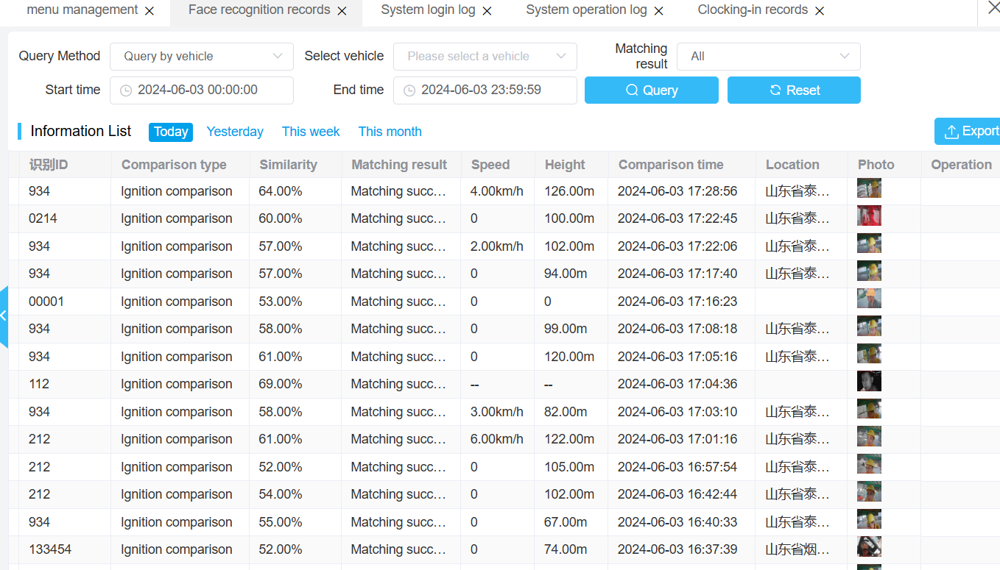 menu management Face recognition records System login log System operation log Clocking-in records
Query Method Query by vehicle Select vehicle Please select a vehicle Matching result All
Start time 2024-06-03 00:00:00 End time 2024-06-03 23:59:59 Query Reset
Information List Today Yesterday This week This month Export
识别ID Comparison type Similarity Matching result Speed Height Comparison time Location Photo Operation
934 Ignition comparison 64.00% Matching succ... 4.00km/h 126.00m 2024-06-03 17:28:56 山东省泰...
0214 Ignition comparison 60.00% Matching succ... 0 100.00m 2024-06-03 17:22:45 山东省泰...
934 Ignition comparison 57.00% Matching succ... 2.00km/h 102.00m 2024-06-03 17:22:06 山东省泰...
934 Ignition comparison 57.00% Matching succ... 0 94.00m 2024-06-03 17:17:40 山东省泰...
00001 Ignition comparison 53.00% Matching succ... 0 0 2024-06-03 17:16:23
934 Ignition comparison 58.00% Matching succ... 0 99.00m 2024-06-03 17:08:18 山东省泰...
934 Ignition comparison 61.00% Matching succ... 0 120.00m 2024-06-03 17:05:16 山东省泰...
112 Ignition comparison 69.00% Matching succ... -- -- 2024-06-03 17:04:36
934 Ignition comparison 58.00% Matching succ... 3.00km/h 82.00m 2024-06-03 17:03:10 山东省泰...
212 Ignition comparison 61.00% Matching succ... 6.00km/h 122.00m 2024-06-03 17:01:16 山东省泰...
212 Ignition comparison 52.00% Matching succ... 0 105.00m 2024-06-03 16:57:54 山东省泰...
212 Ignition comparison 54.00% Matching succ... 0 102.00m 2024-06-03 16:42:44 山东省泰...
934 Ignition comparison 55.00% Matching succ... 0 67.00m 2024-06-03 16:40:33 山东省泰...
133454 Ignition comparison 52.00% Matching succ... 0 74.00m 2024-06-03 16:37:39 山东省烟...